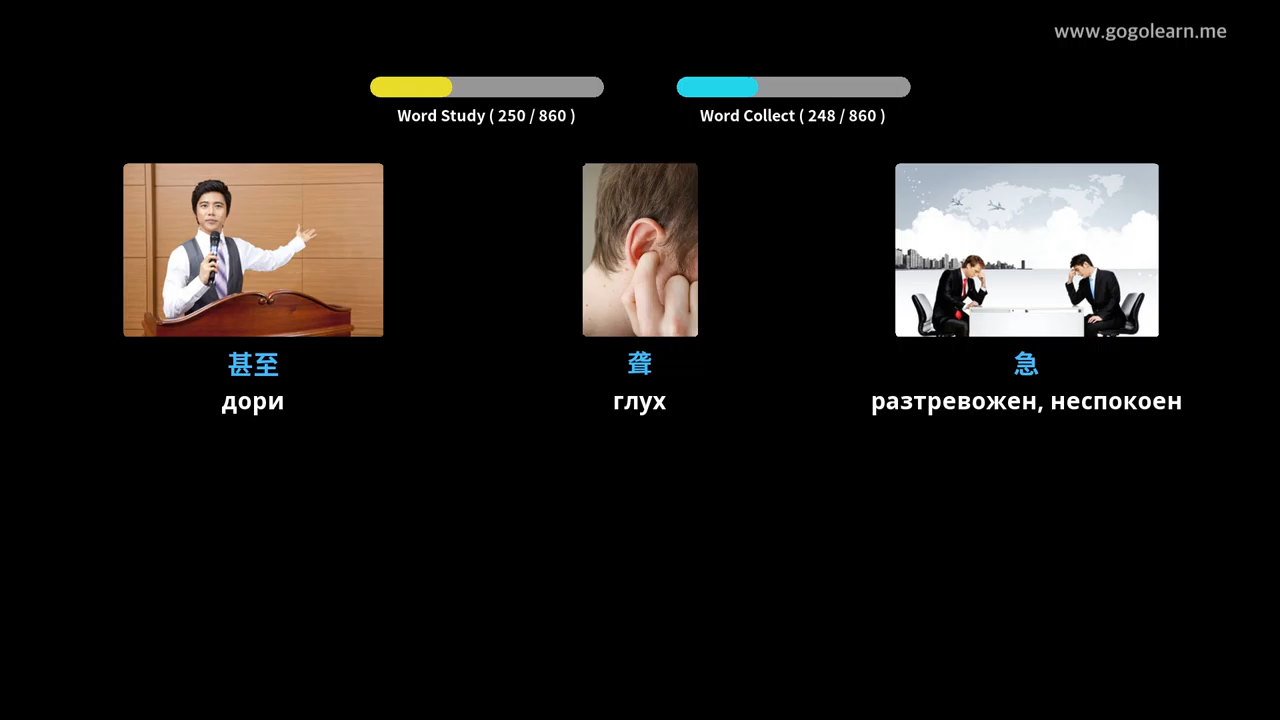 www.gogolearn.me
Word Study ( 250 / 860 )
Word Collect ( 248 / 860 )
甚至
聋
急
дори
глух
разтревожен, неспокоен